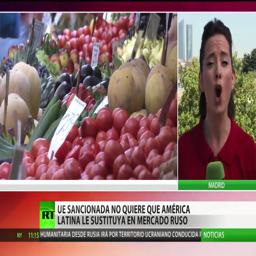 MADRID
UE SANCIONADA NO QUIERE QUE AMÉRICA
LATINA LE SUSTITUYA EN MERCADO RUSO
RT
NY 11:15 HUMANITARIA DESDE RUSIA IRÁ POR TERRITORIO UCRANIANO CONDUCIDA NOTICIAS